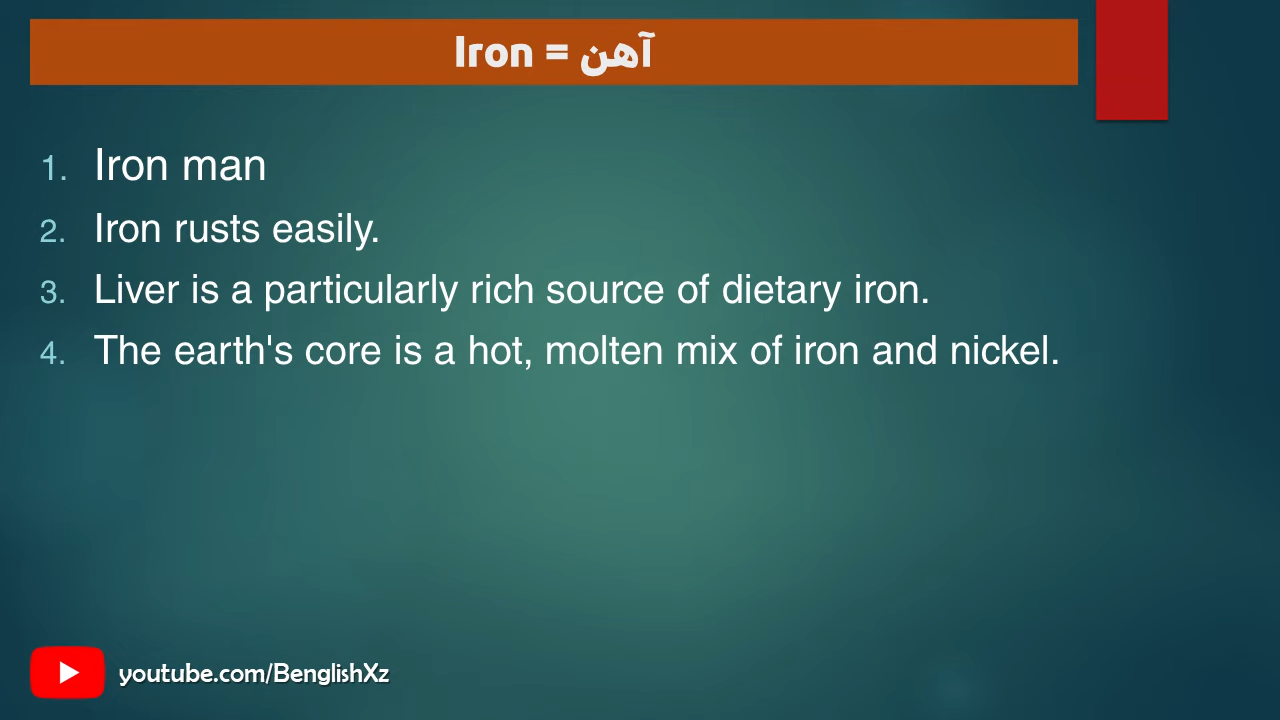 Iron = آهن
1. Iron man
2. Iron rusts easily.
3. Liver is a particularly rich source of dietary iron.
4. The earth's core is a hot, molten mix of iron and nickel.
youtube.com/BenglishXz